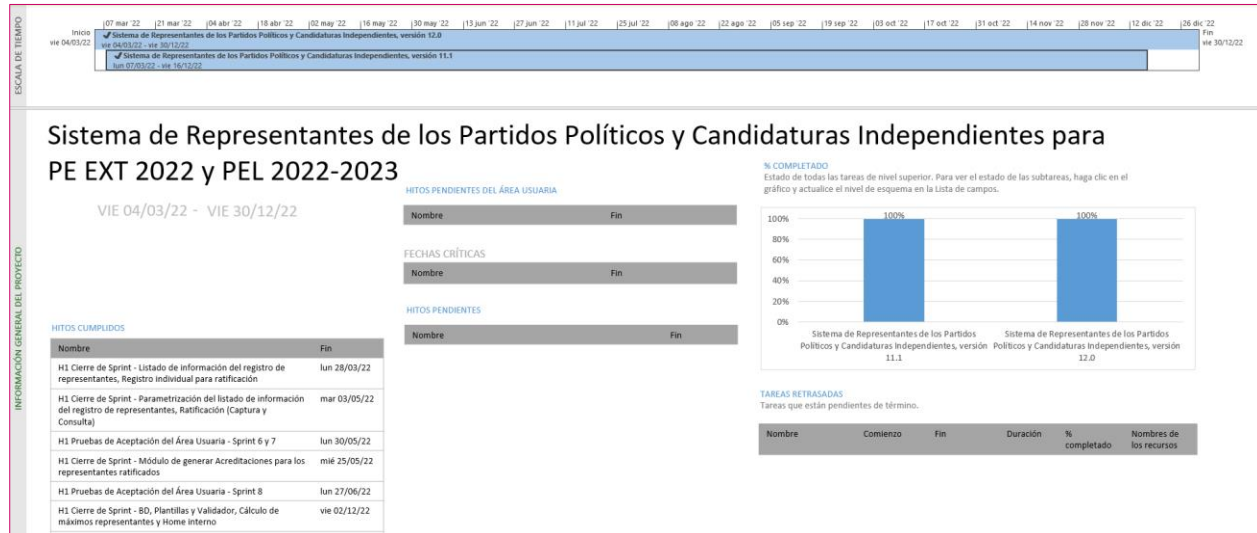 ESCALA DE TIEMPO
|07 mar '22 |21 mar '22 |04 abr '22 |18 abr '22 |02 may '22 |16 may '22 |30 may '22 |13 jun '22 |27 jun '22 |11 jul '22 |25 jul '22 |08 ago '22 |22 ago '22 |05 sep '22 |19 sep '22 |03 oct '22 |17 oct '22 |31 oct '22 |14 nov '22 |28 nov '22 |12 dic '22 |26 dic '22
Inicio
vie 04/03/22
Sistema de Representantes de los Partidos Políticos y Candidaturas Independientes, versión 12.0
vie 04/03/22 - vie 30/12/22
Sistema de Representantes de los Partidos Políticos y Candidaturas Independientes, versión 11.1
lun 07/03/22 - vie 16/12/22
Fin
vie 30/12/22
INFORMACIÓN GENERAL DEL PROYECTO
Sistema de Representantes de los Partidos Políticos y Candidaturas Independientes para
PE EXT 2022 y PEL 2022-2023
VIE 04/03/22 - VIE 30/12/22
HITOS CUMPLIDOS
Nombre Fin
H1 Cierre de Sprint - Listado de información del registro de lun 28/03/22
representantes, Registro individual para ratificación
H1 Cierre de Sprint - Parametrización del listado de información mar 03/05/22
del registro de representantes, Ratificación (Captura y
Consulta)
H1 Pruebas de Aceptación del Área Usuaria - Sprint 6 y 7 lun 30/05/22
H1 Cierre de Sprint - Módulo de generar Acreditaciones para los mié 25/05/22
representantes ratificados
H1 Pruebas de Aceptación del Área Usuaria - Sprint 8 lun 27/06/22
H1 Cierre de Sprint - BD, Plantillas y Validador, Cálculo de vie 02/12/22
máximos representantes y Home interno
HITOS PENDIENTES DEL ÁREA USUARIA
Nombre Fin
FECHAS CRÍTICAS
Nombre Fin
HITOS PENDIENTES
Nombre Fin
% COMPLETADO
Estado de todas las tareas de nivel superior. Para ver el estado de las subtareas, haga clic en el
gráfico y actualice el nivel de esquema en la Lista de campos.
100% 100% 100%
80%
60%
40%
20%
0%
Sistema de Representantes de los Partidos
Políticos y Candidaturas Independientes, versión
11.1
Sistema de Representantes de los Partidos
Políticos y Candidaturas Independientes, versión
12.0
TAREAS RETRASADAS
Tareas que están pendientes de término.
Nombre Comienzo Fin Duración % Nombres de
completado los recursos